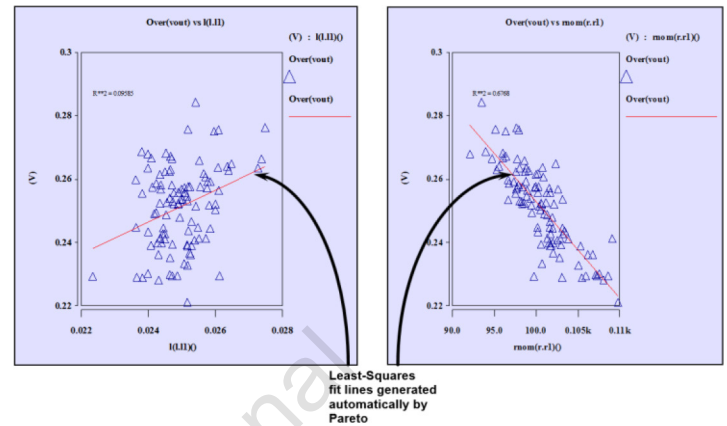 Over(vout) vs l(l.l1)
(V) : l(l.l1)()
Over(vout)
Over(vout)
R**2 = 0.09585
0.3
0.28
0.26
0.24
0.22
(V)
0.022 0.024 0.026 0.028
l(l.l1)()
Over(vout) vs rnom(r.r1)
(V) : rnom(r.r1)()
Over(vout)
Over(vout)
R**2 = 0.6768
0.3
0.28
0.26
0.24
0.22
(V)
90.0 95.0 100.0 0.105k 0.11k
rnom(r.r1)()
Least-Squares
fit lines generated
automatically by
Pareto